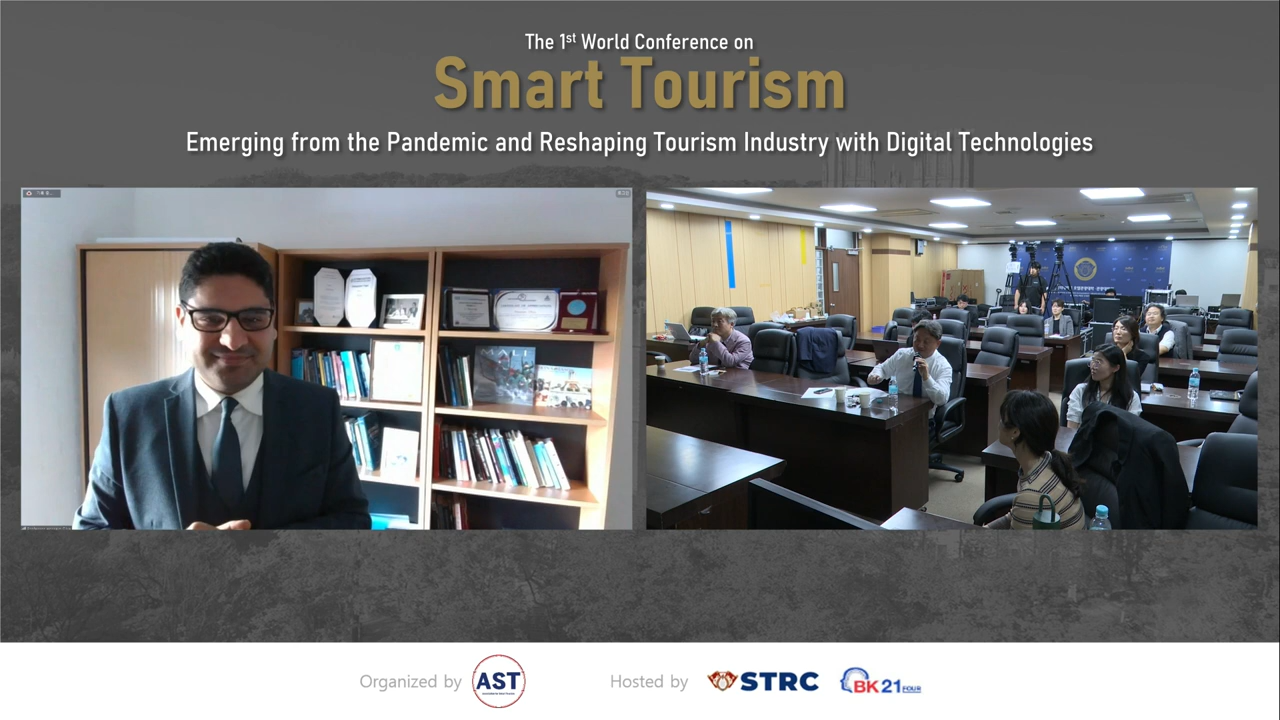 The 1st World Conference on
Smart Tourism
Emerging from the Pandemic and Reshaping Tourism Industry with Digital Technologies
Organized by AST Hosted by STRC BK21 FOUR